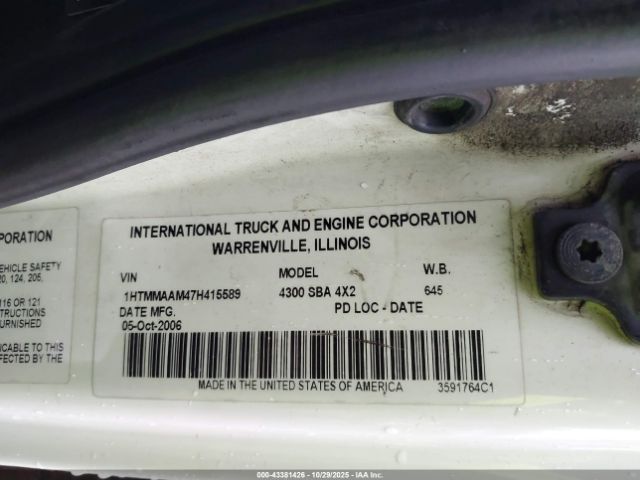 PORATION
EHICLE SAFETY
20, 124, 206,
116 OR 121
STRUCTIONS
URNISHED.
ICABLE TO THIS
FECTED BY THE
INTERNATIONAL TRUCK AND ENGINE CORPORATION
WARRENVILLE, ILLINOIS
VIN MODEL W.B.
1HTMMAAM47H415589 4300 SBA 4X2 645
DATE MFG. PD LOC - DATE
05-Oct-2006
MADE IN THE UNITED STATES OF AMERICA 3591764C1
000-43381426 - 10/29/2025 - IAA Inc.